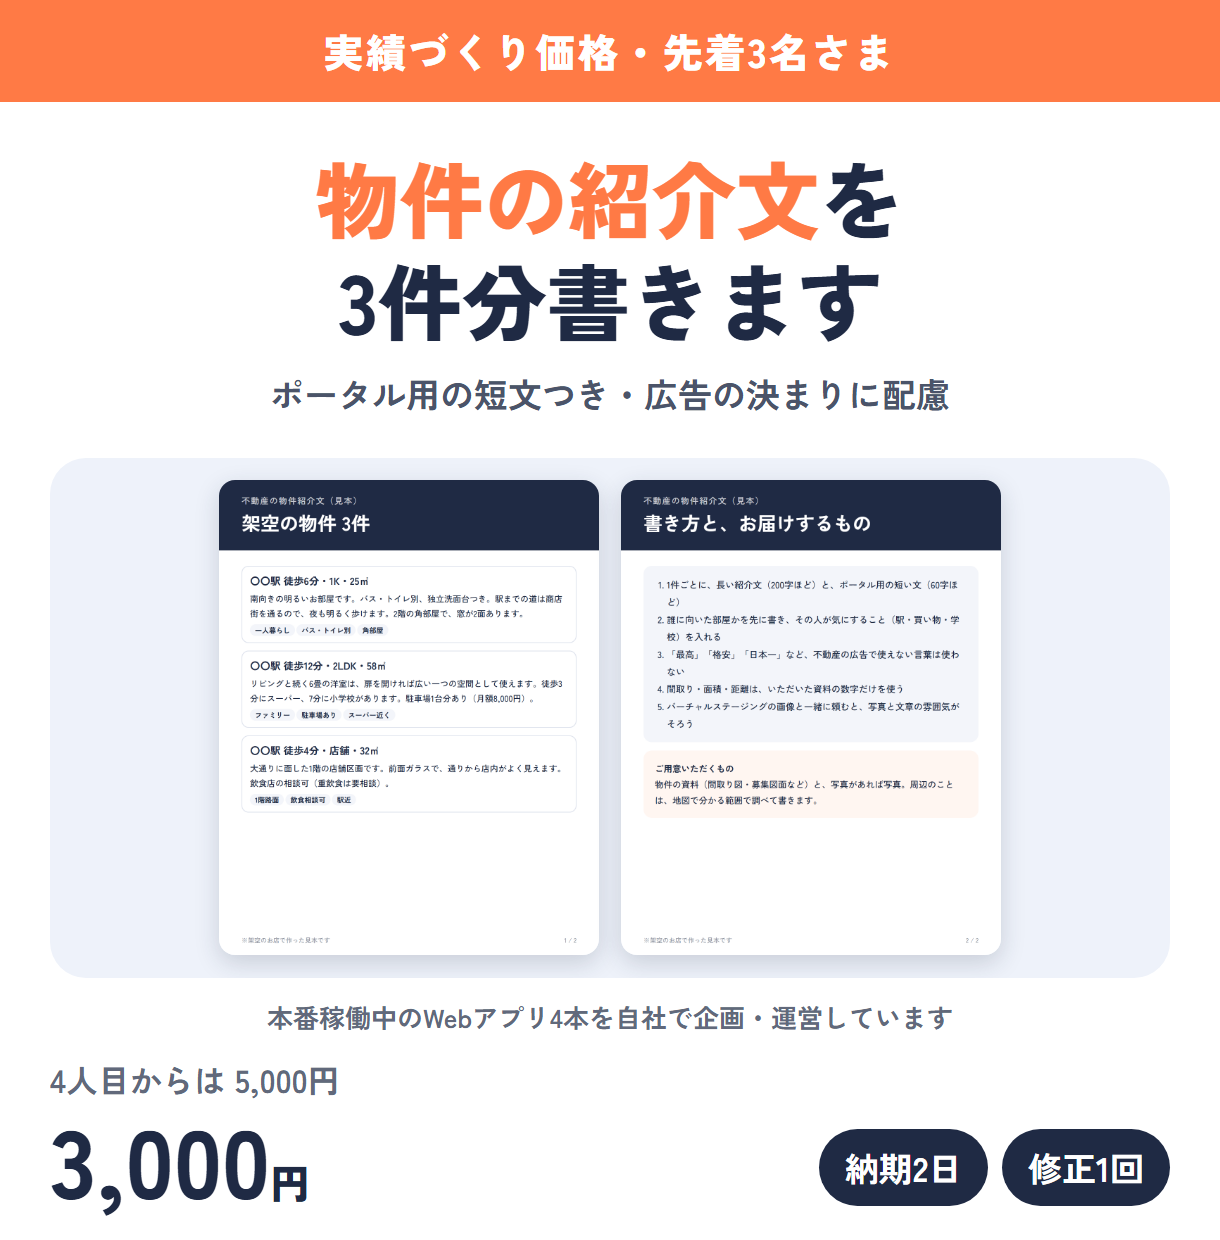 実績づくり価格・先着3名さま
物件の紹介文を
3件分書きます
ポータル用の短文つき・広告の決まりに配慮
不動産の物件紹介文（見本）
架空の物件 3件
〇〇駅 徒歩6分・1K・25㎡
南向きの明るいお部屋です。バス・トイレ別、独立洗面台つき。駅までの道は商店
街を通るので、夜も明るく歩けます。2階の角部屋で、窓が2面あります。
一人暮らし バス・トイレ別 角部屋
〇〇駅 徒歩12分・2LDK・58㎡
リビングと続く6畳の洋室は、扉を開ければ広い一つの空間として使えます。徒歩3
分にスーパー、7分に小学校があります。駐車場1台分あり（月額8,000円）。
ファミリー 駐車場あり スーパー近く
〇〇駅 徒歩4分・店舗・32㎡
大通りに面した1階の店舗区画です。前面ガラスで、通りから店内がよく見えます。
飲食店の相談可（重飲食は要相談）。
1階路面 飲食相談可 駅近
※架空のお店で作った見本です
1 / 2
不動産の物件紹介文（見本）
書き方と、お届けするもの
1. 1件ごとに、長い紹介文（200字ほど）と、ポータル用の短い文（60字ほ
ど）
2. 誰に向いた部屋かを先に書き、その人が気にすること（駅・買い物・学
校）を入れる
3. 「最高」「格安」「日本一」など、不動産の広告で使えない言葉は使わ
ない
4. 間取り・面積・距離は、いただいた資料の数字だけを使う
5. バーチャルステージングの画像と一緒に頼むと、写真と文章の雰囲気が
そろう
ご用意いただくもの
物件の資料（間取り図・募集図面など）と、写真があれば写真。周辺のこと
は、地図で分かる範囲で調べて書きます。
※架空のお店で作った見本です
2 / 2
本番稼働中のWebアプリ4本を自社で企画・運営しています
4人目からは 5,000円
3,000円
納期2日
修正1回